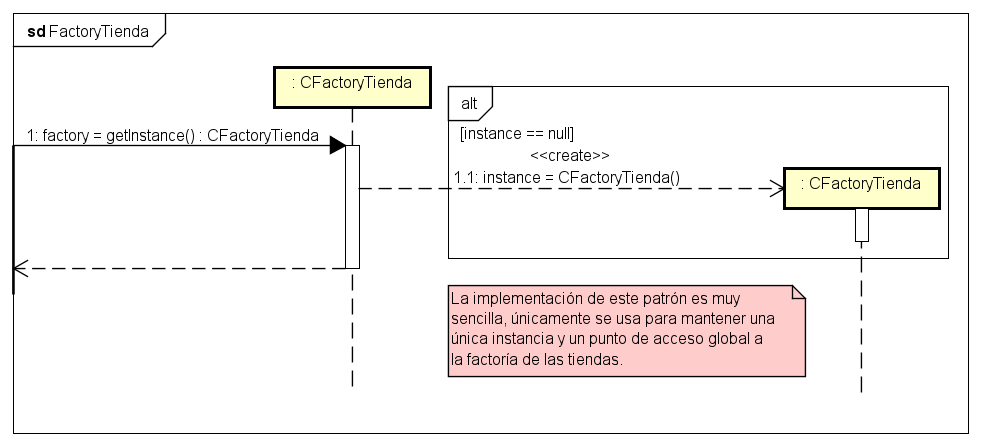 sd FactoryTienda
: CFactoryTienda
alt
1: factory = getInstance() : CFactoryTienda
[instance == null]
<<create>>
1.1: instance = CFactoryTienda()
: CFactoryTienda
La implementación de este patrón es muy
sencilla, únicamente se usa para mantener una
única instancia y un punto de acceso global a
la factoría de las tiendas.